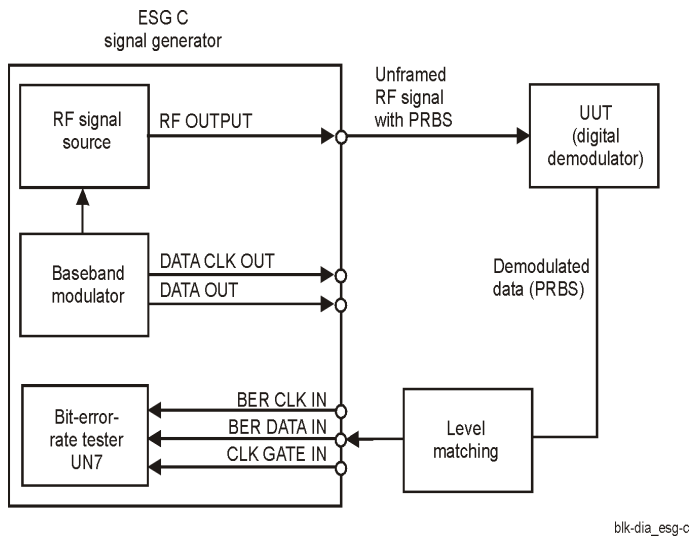 ESG C
signal generator
RF signal
source
RF OUTPUT
Unframed
RF signal
with PRBS
UUT
(digital
demodulator)
Baseband
modulator
DATA CLK OUT
DATA OUT
Demodulated
data (PRBS)
Bit-error-
rate tester
UN7
BER CLK IN
BER DATA IN
CLK GATE IN
Level
matching
blk-dia_esg-c